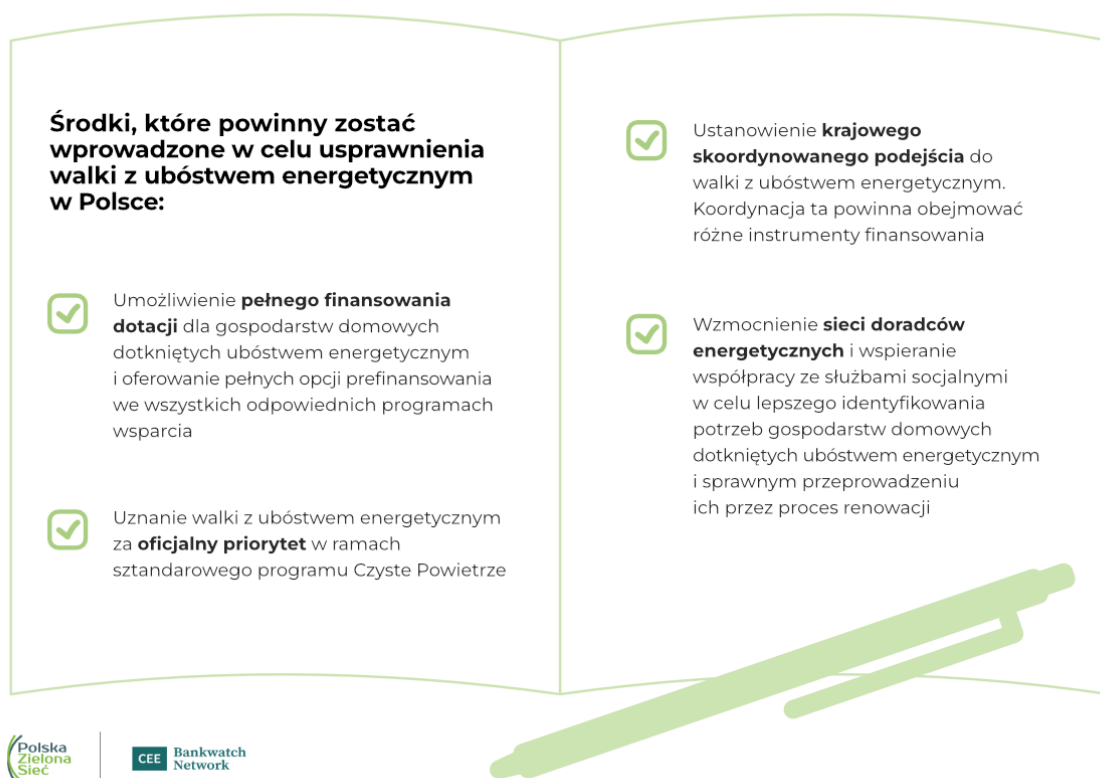 Środki, które powinny zostać
wprowadzone w celu usprawnienia
walki z ubóstwem energetycznym
w Polsce:
Umożliwienie pełnego finansowania
dotacji dla gospodarstw domowych
dotkniętych ubóstwem energetycznym
i oferowanie pełnych opcji prefinansowania
we wszystkich odpowiednich programach
wsparcia
Uznanie walki z ubóstwem energetycznym
za oficjalny priorytet w ramach
sztandarowego programu Czyste Powietrze
Ustanowienie krajowego
skoordynowanego podejścia do
walki z ubóstwem energetycznym.
Koordynacja ta powinna obejmować
różne instrumenty finansowania
Wzmocnienie sieci doradców
energetycznych i wspieranie
współpracy ze służbami socjalnymi
w celu lepszego identyfikowania
potrzeb gospodarstw domowych
dotkniętych ubóstwem energetycznym
i sprawnym przeprowadzeniu
ich przez proces renowacji
Polska
Zielona
Sieć
CEE Bankwatch
Network